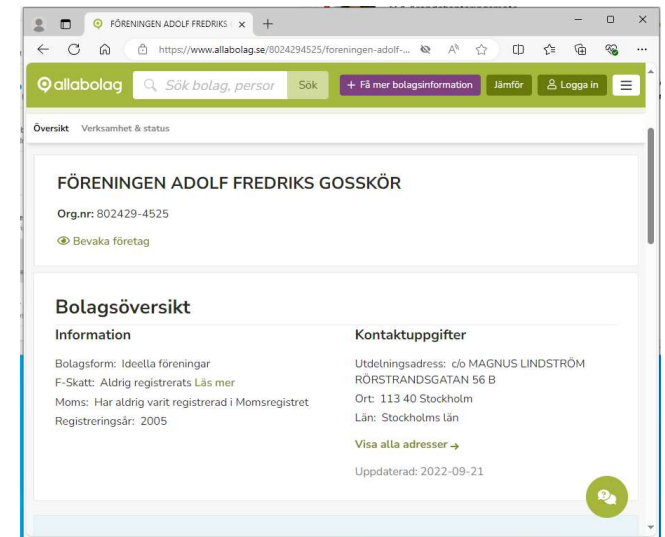 FÖRENINGEN ADOLF FREDRIKS
https://www.allabolag.se/8024294525/foreningen-adolf-...
allabolag
Sök bolag, person
Sök
+ Få mer bolagsinformation
Jämför
Logga in
Översikt Verksamhet & status
FÖRENINGEN ADOLF FREDRIKS GOSSKÖR
Org.nr: 802429-4525
Bevaka företag
Bolagsöversikt
Information
Bolagsform: Ideella föreningar
F-Skatt: Aldrig registrerats Läs mer
Moms: Har aldrig varit registrerad i Momsregistret
Registreringsår: 2005
Kontaktuppgifter
Utdelningsadress: c/o MAGNUS LINDSTRÖM
RÖRSTRANDSGATAN 56 B
Ort: 113 40 Stockholm
Län: Stockholms län
Visa alla adresser →
Uppdaterad: 2022-09-21